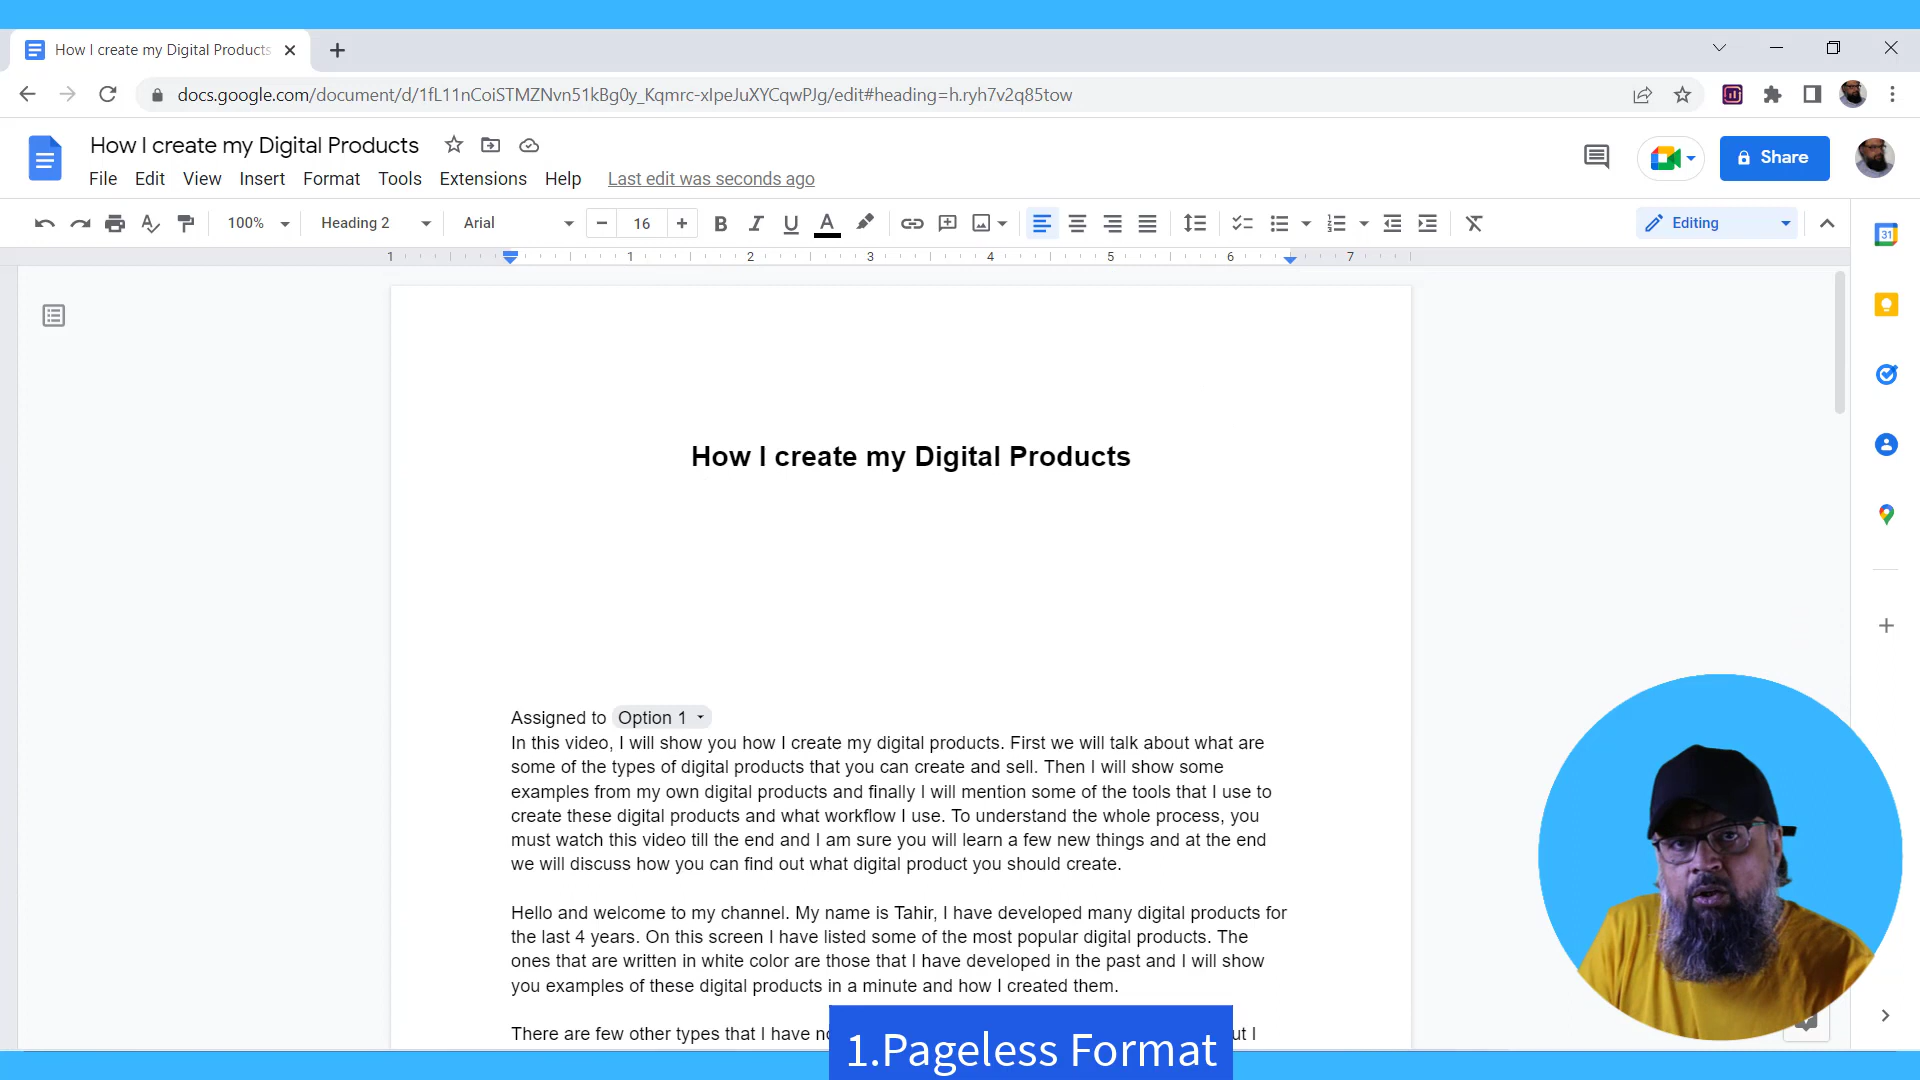 How I create my Digital Products
docs.google.com/document/d/1fL11nCoiSTMZNvn51kBg0y_Kqmrc-xIpeJuXYCqwPJg/edit#heading=h.ryh7v2q85tow
How I create my Digital Products
Share
File Edit View Insert Format Tools Extensions Help Last edit was seconds ago
100% Heading 2 Arial 16 B I U A Editing
1 1 2 3 4 5 6 7
31
How I create my Digital Products
Assigned to Option 1
In this video, I will show you how I create my digital products. First we will talk about what are
some of the types of digital products that you can create and sell. Then I will show some
examples from my own digital products and finally I will mention some of the tools that I use to
create these digital products and what workflow I use. To understand the whole process, you
must watch this video till the end and I am sure you will learn a few new things and at the end
we will discuss how you can find out what digital product you should create.
Hello and welcome to my channel. My name is Tahir, I have developed many digital products for
the last 4 years. On this screen I have listed some of the most popular digital products. The
ones that are written in white color are those that I have developed in the past and I will show
you examples of these digital products in a minute and how I created them.
There are few other types that I have I
1.Pageless Format